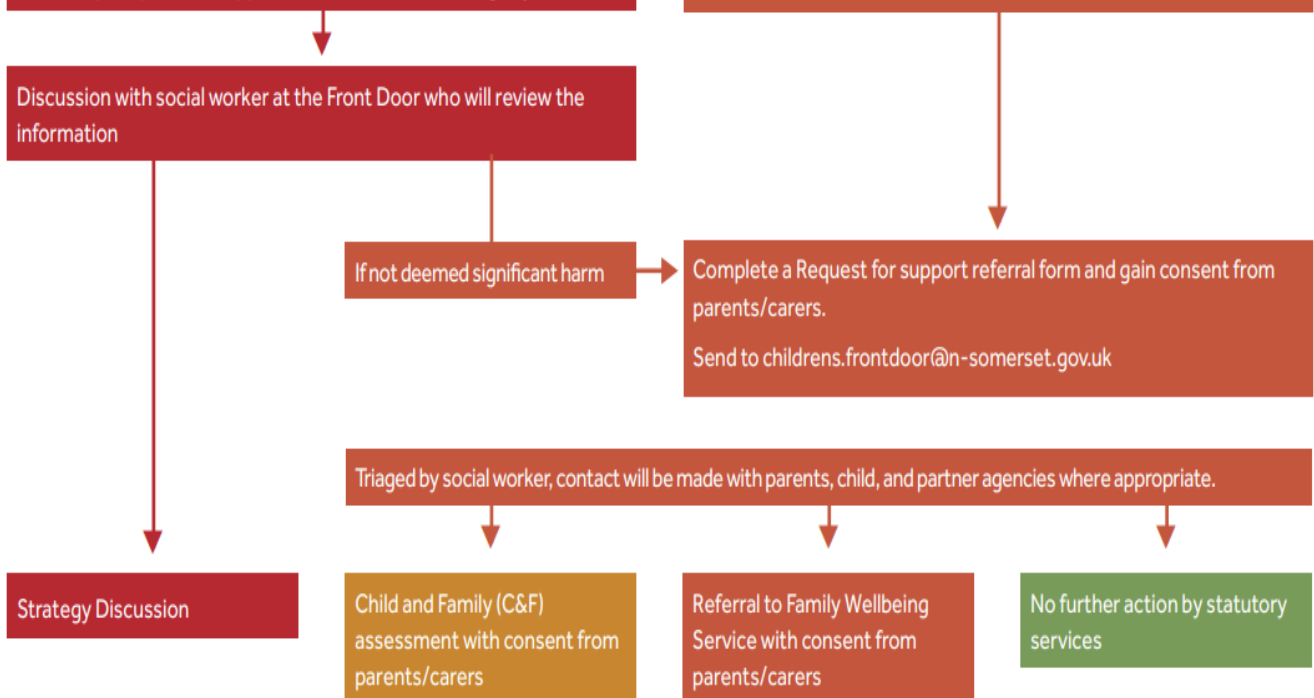 Discussion with social worker at the Front Door who will review the
information
If not deemed significant harm
Complete a Request for support referral form and gain consent from
parents/carers.
Send to childrens.frontdoor@n-somerset.gov.uk
Triaged by social worker, contact will be made with parents, child, and partner agencies where appropriate.
Strategy Discussion
Child and Family (C&F)
assessment with consent from
parents/carers
Referral to Family Wellbeing
Service with consent from
parents/carers
No further action by statutory
services